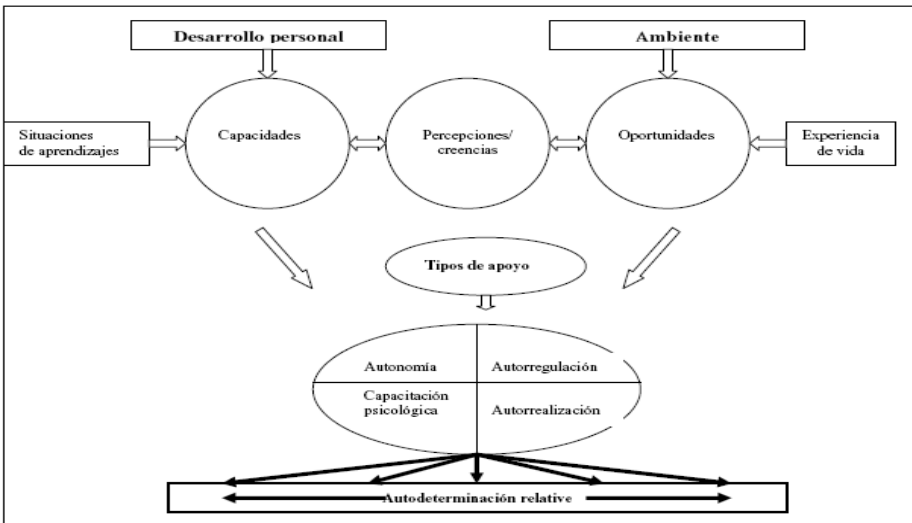 Desarrollo personal
Ambiente
Situaciones
de aprendizajes
Capacidades
Percepciones/
creencias
Oportunidades
Experiencia
de vida
Tipos de apoyo
Autonomía
Autorregulación
Capacitación
psicológica
Autorrealización
Autodeterminación relative